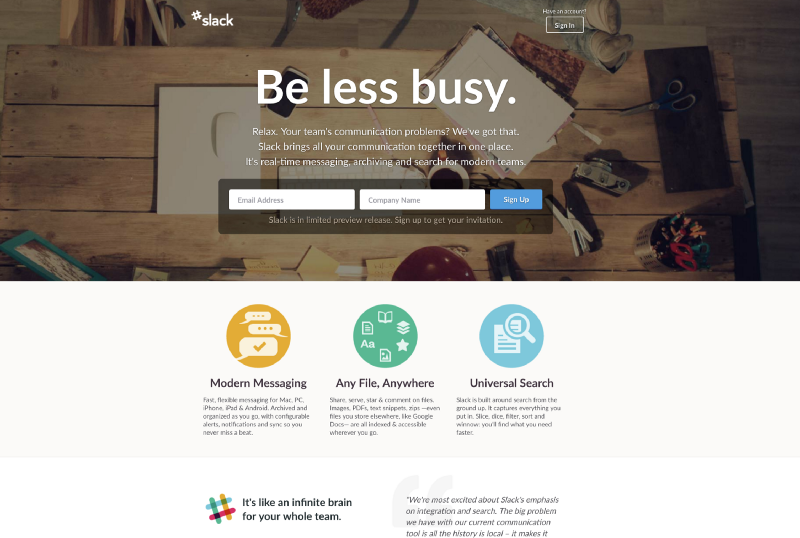 slack
Have an account?
Sign In
Be less busy.
Relax. Your team's communication problems? We've got that.
Slack brings all your communication together in one place.
It's real-time messaging, archiving and search for modern teams.
Email Address
Company Name
Sign Up
Slack is in limited preview release. Sign up to get your invitation.
Aa
Modern Messaging
Fast, flexible messaging for Mac, PC,
iPhone, iPad & Android. Archived and
organized as you go, with configurable
alerts, notifications and sync so you
never miss a beat.
Any File, Anywhere
Share, serve, star & comment on files.
Images, PDFs, text snippets, zips —even
files you store elsewhere, like Google
Docs— are all indexed & accessible
wherever you go.
Universal Search
Slack is built around search from the
ground up. It captures everything you
put in. Slice, dice, filter, sort and
winnow: you'll find what you need
faster.
It's like an infinite brain
for your whole team.
"We're most excited about Slack's emphasis
on integration and search. The big problem
we have with our current communication
tool is all the history is local – it makes it